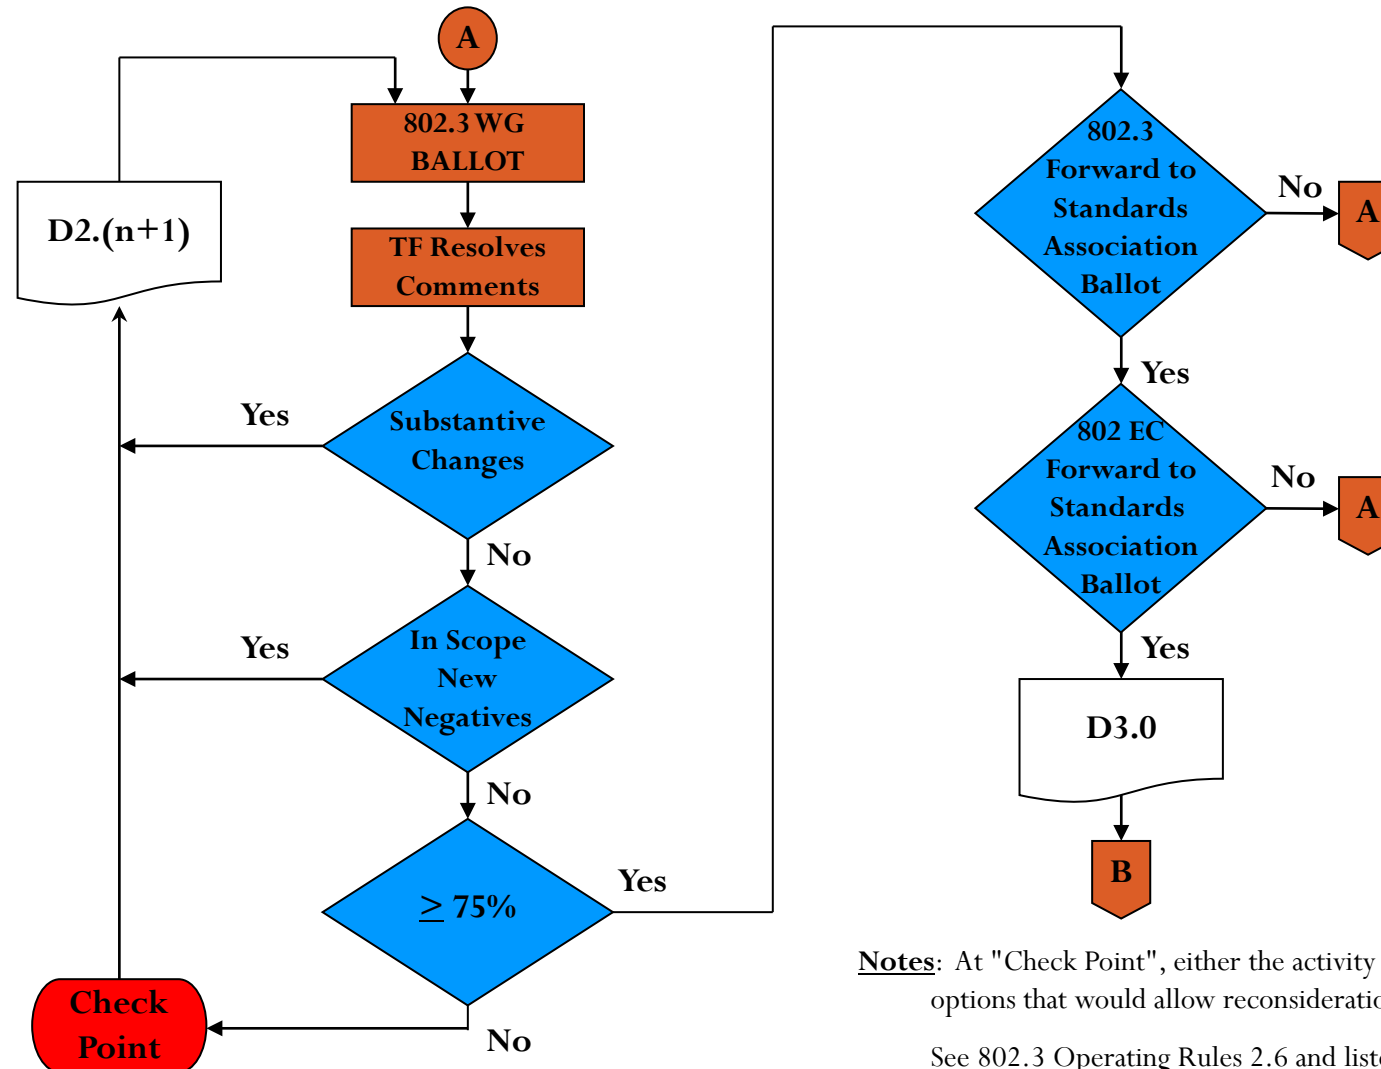 A
802.3 WG
BALLOT
D2.(n+1)
TF Resolves
Comments
Yes
Substantive
Changes
No
Yes
In Scope
New
Negatives
No
≥ 75%
Yes
Check
Point
No
802.3
Forward to
Standards
Association
Ballot
No
A
Yes
802 EC
Forward to
Standards
Association
Ballot
No
A
Yes
D3.0
B
Notes: At "Check Point", either the activity
options that would allow
See 802.3 Operating Rules 2.6 and